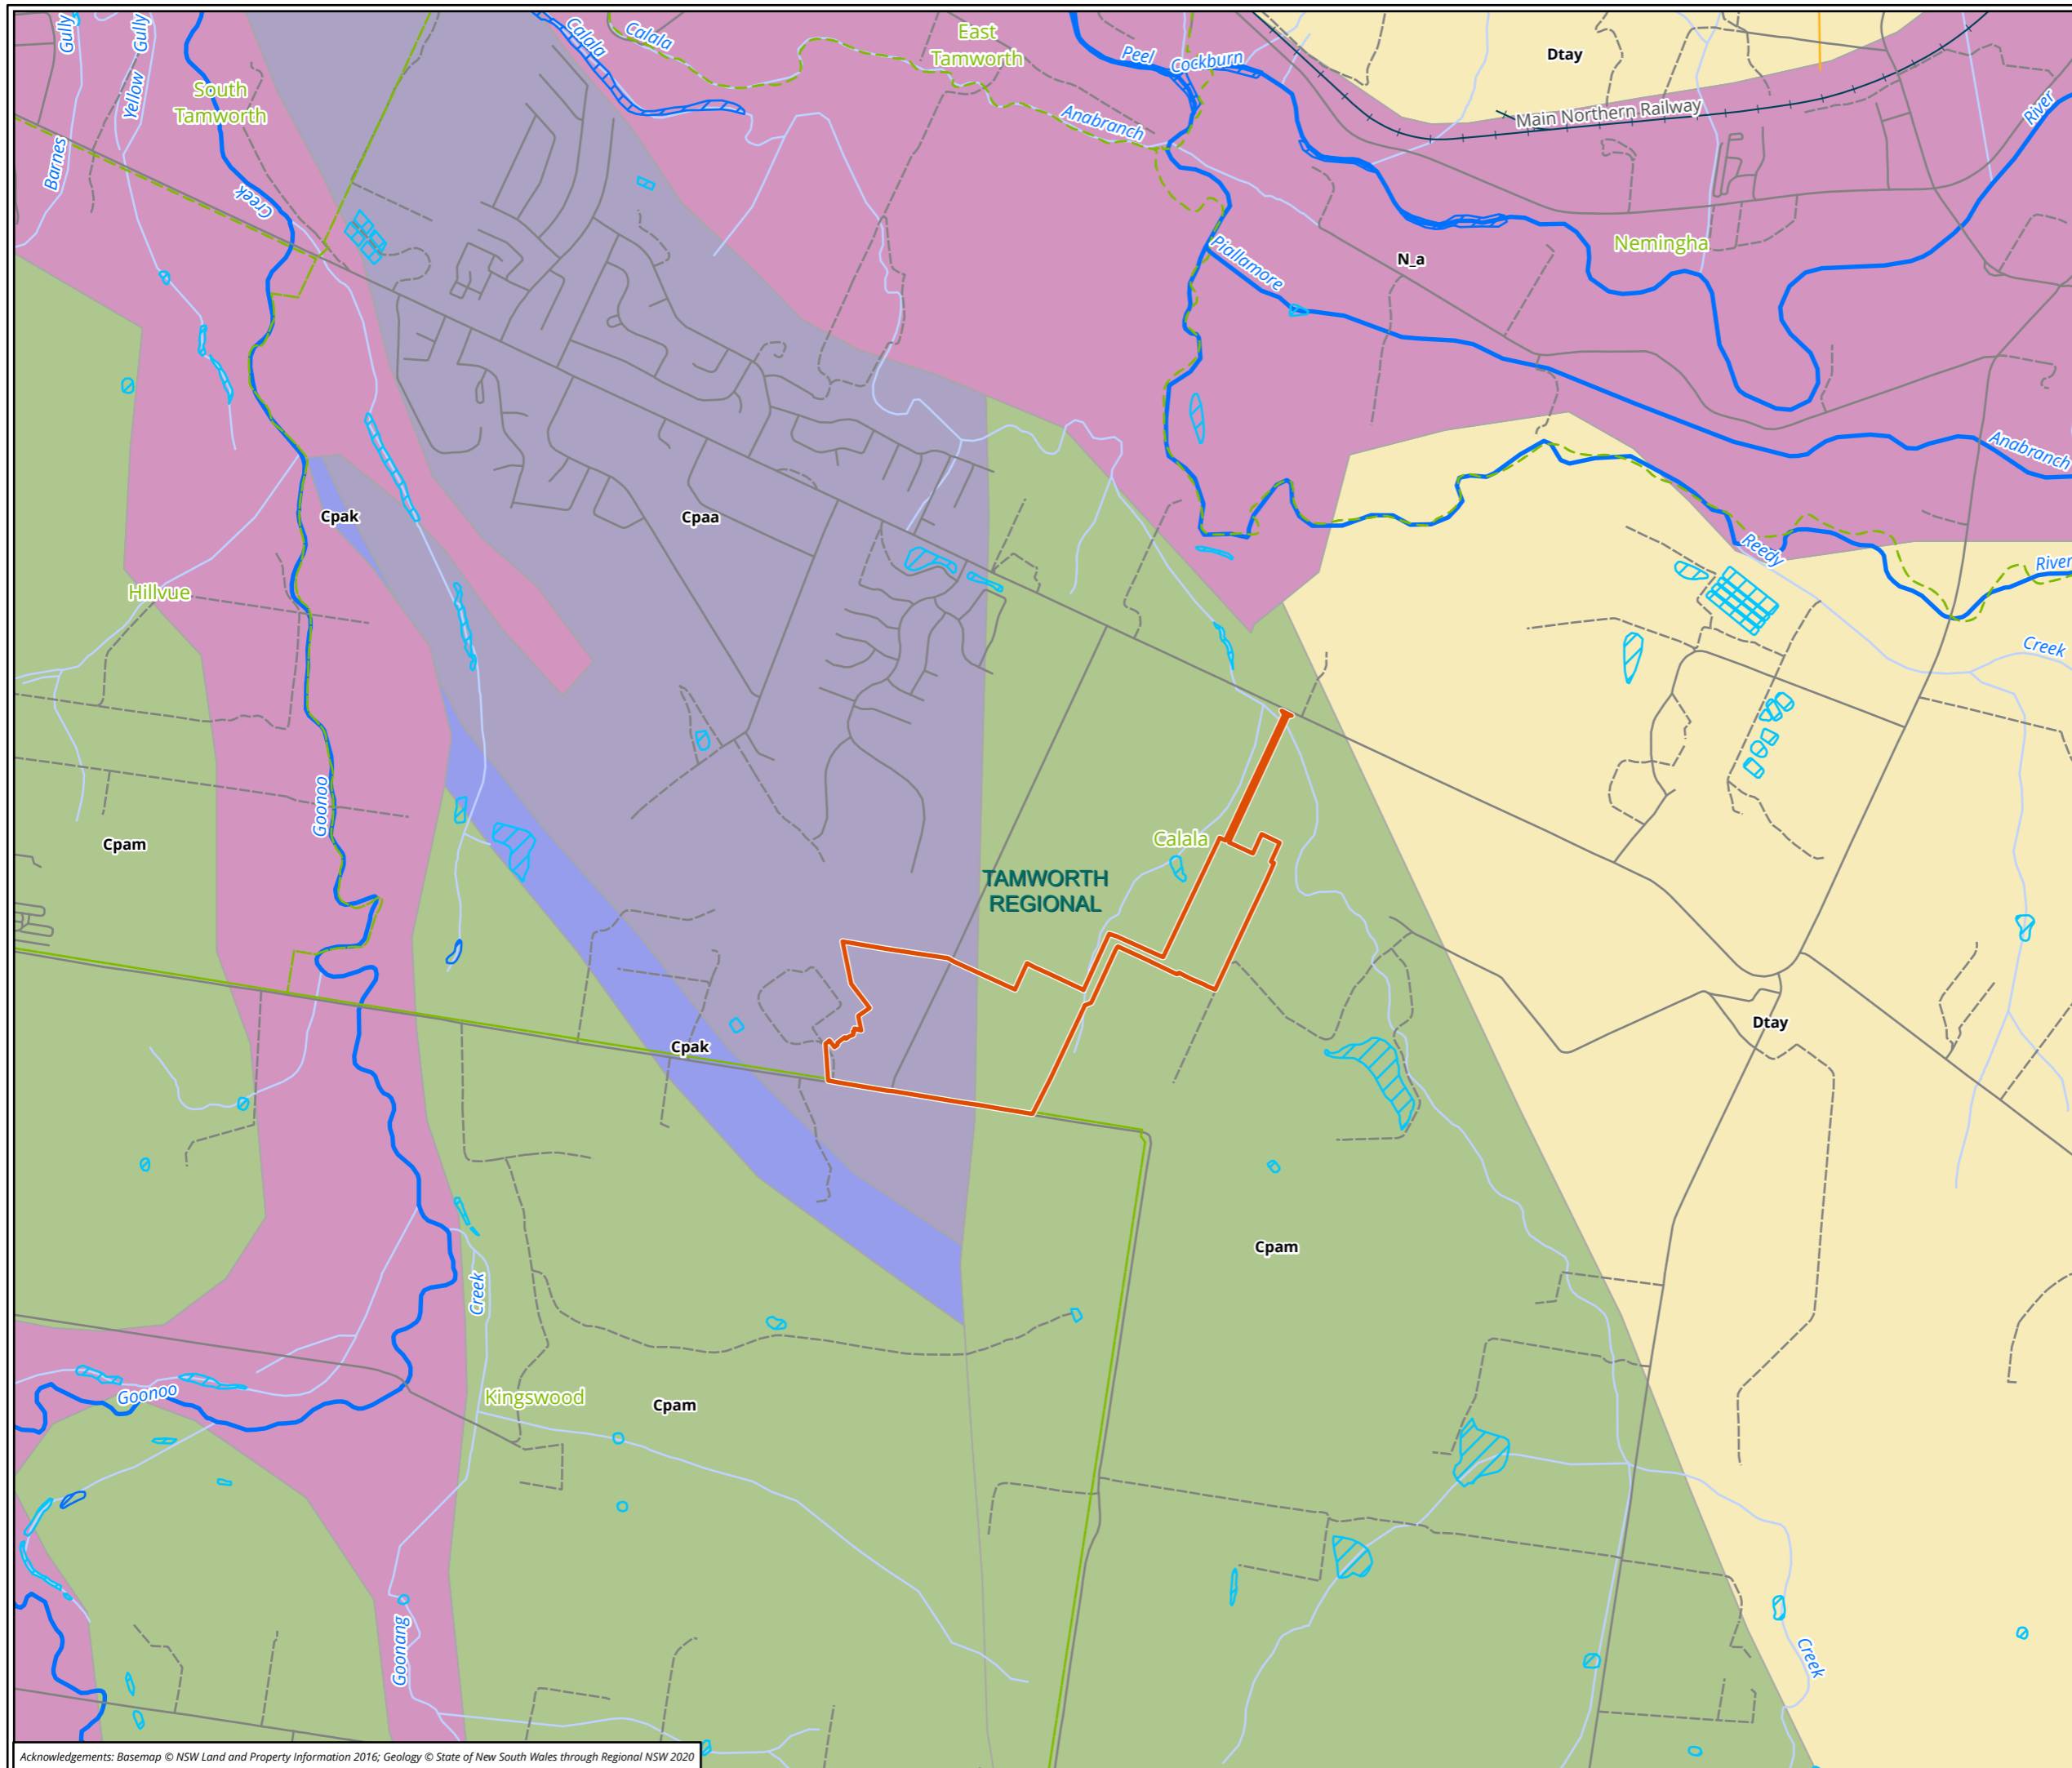 Gully
Gully
Calala
Calala
East
Tamworth
Peel
Cockburn
Dtay
South
Tamworth
Yellow
Main Northern Railway
River
Anabranch
Barnes
Creek
Nemingha
Piallamore
N_a
Anabranch
Cpak
Cpaa
Reedy
River
Hillvue
Creek
Goonoo
Cpam
Calala
TAMWORTH
REGIONAL
Dtay
Cpak
Cpam
Creek
Goonoo
Kingswood
Cpam
Goonang
Creek
Acknowledgements: Basemap © NSW Land and Property Information 2016; Geology © State of New South Wales through Regional NSW 2020